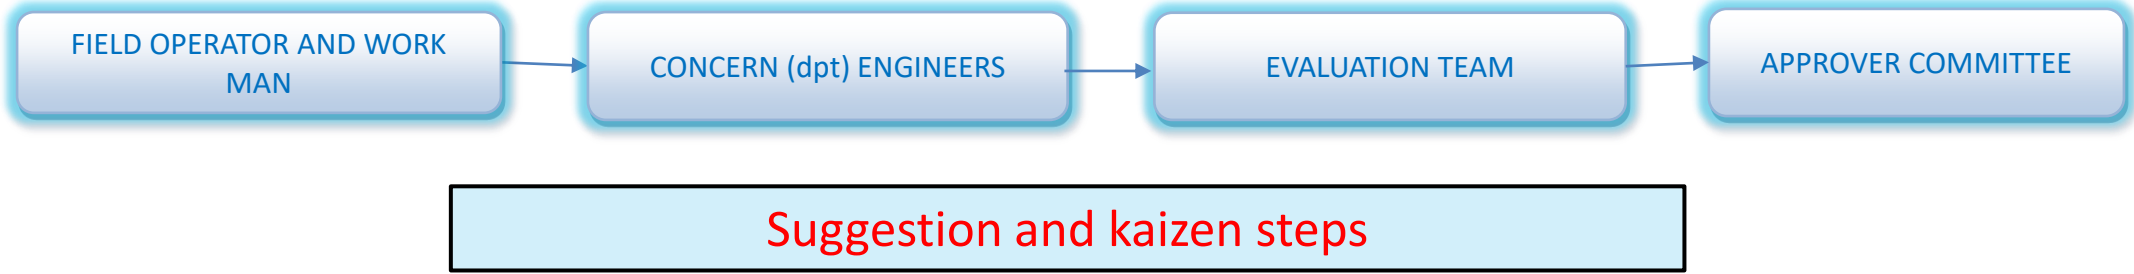 FIELD OPERATOR AND WORK
MAN
CONCERN (dpt) ENGINEERS
EVALUATION TEAM
APPROVER COMMITTEE
Suggestion and kaizen steps